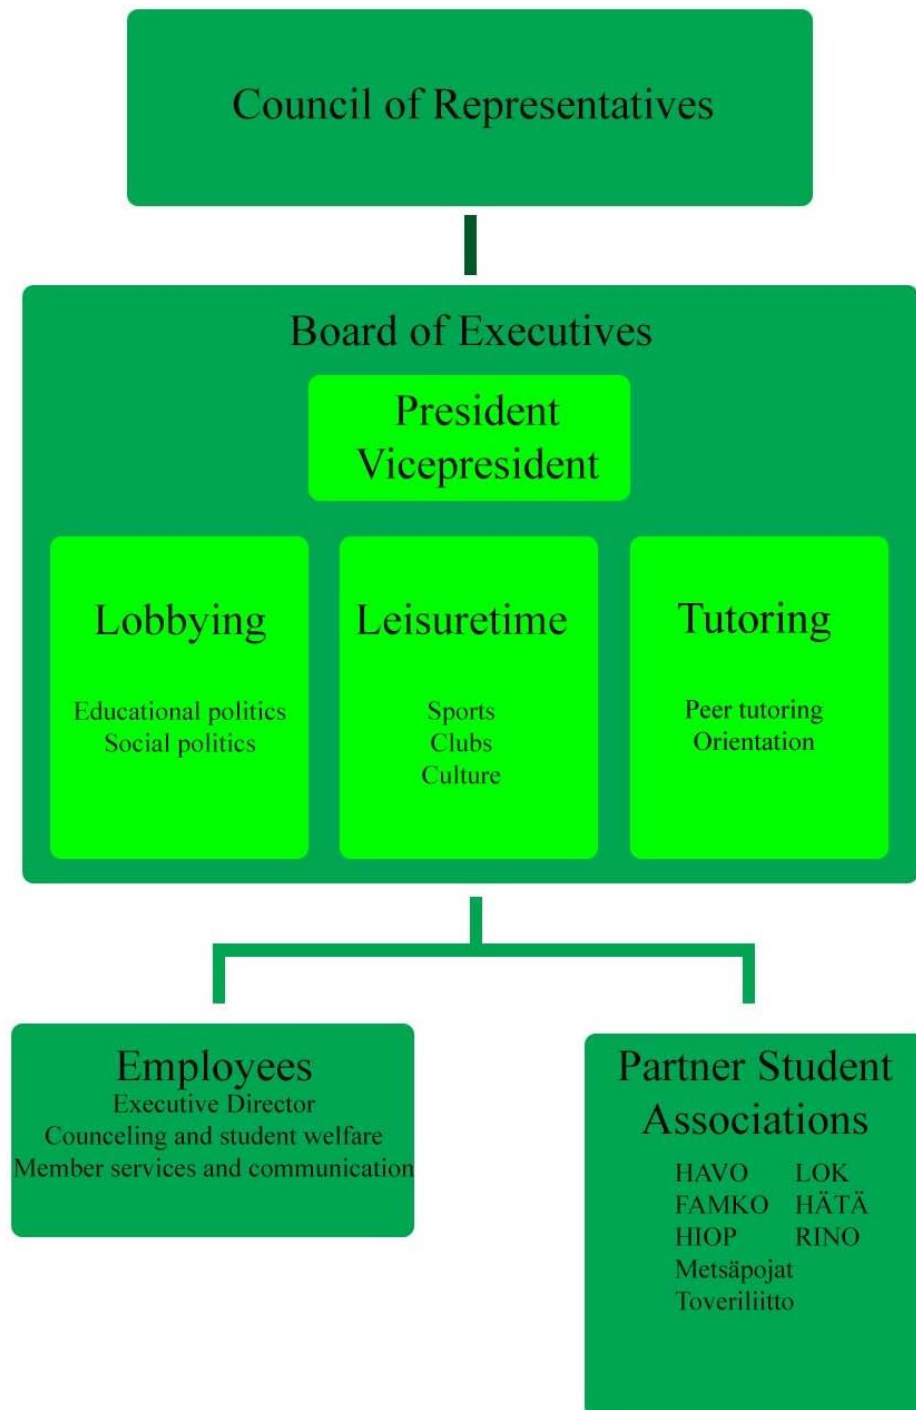 Council of Representatives
Board of Executives
President
Vicepresident
Lobbying
Educational politics
Social politics
Leisuretime
Sports
Clubs
Culture
Tutoring
Peer tutoring
Orientation
Employees
Executive Director
Counceling and student welfare
Member services and communication
Partner Student
Associations
HAVO LOK
FAMKO HÄTÄ
HIOP RINO
Metsäpojat
Toveriliitto